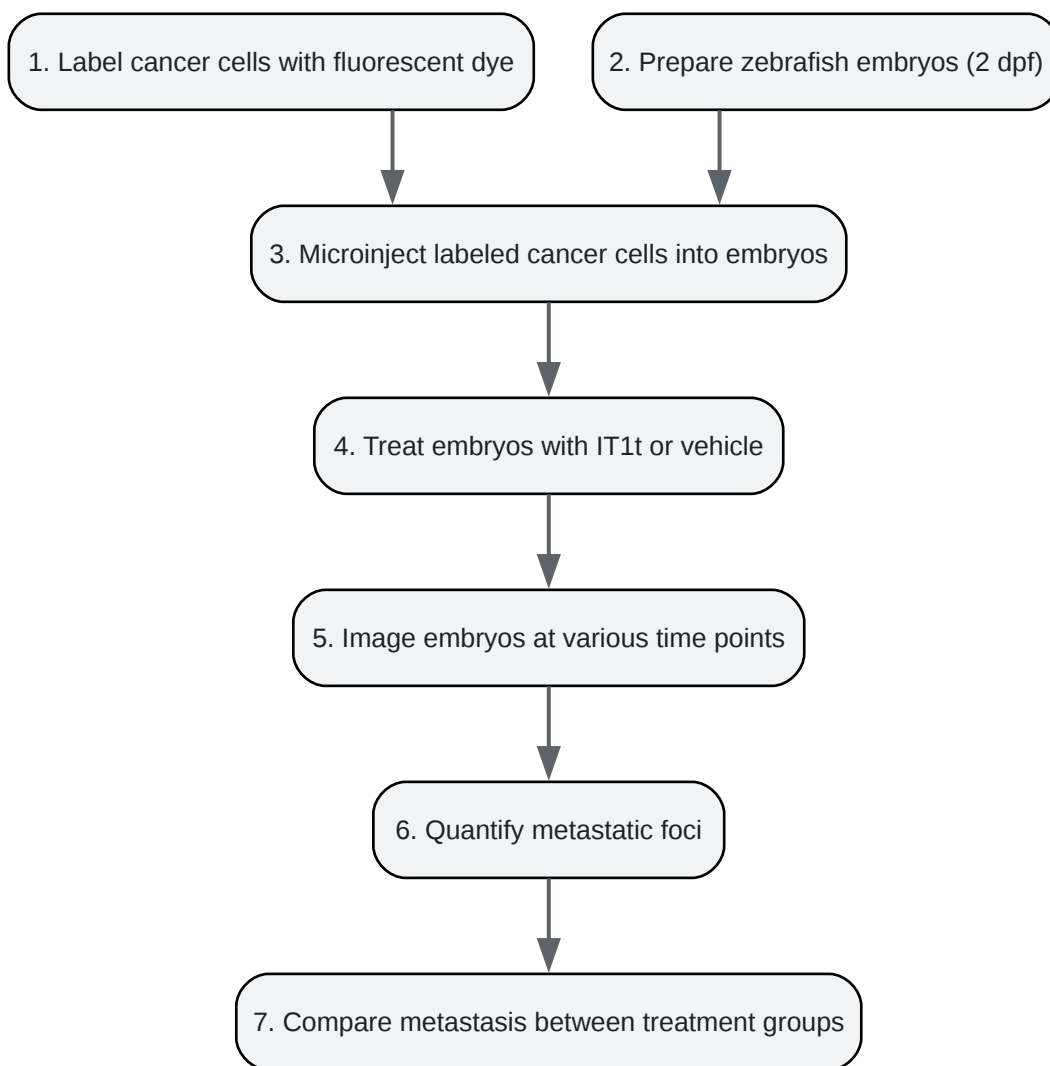 1. Label cancer cells with fluorescent dye
2. Prepare zebrafish embryos (2 dpf)
3. Microinject labeled cancer cells into embryos
4. Treat embryos with IT1t or vehicle
5. Image embryos at various time points
6. Quantify metastatic foci
7. Compare metastasis between treatment groups